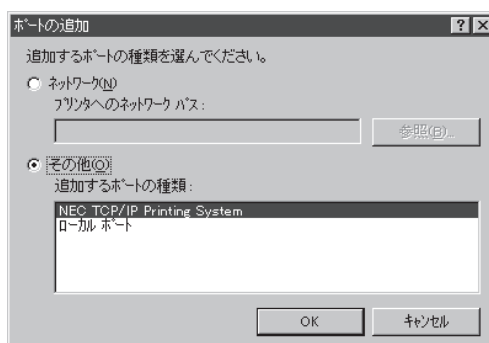 ポートの追加
追加するポートの種類を選んでください。
ネットワーク(N)
プリンタへのネットワーク パス:
参照(B)...
その他(O)
追加するポートの種類:
NEC TCP/IP Printing System
ローカル ポート
OK
キャンセル